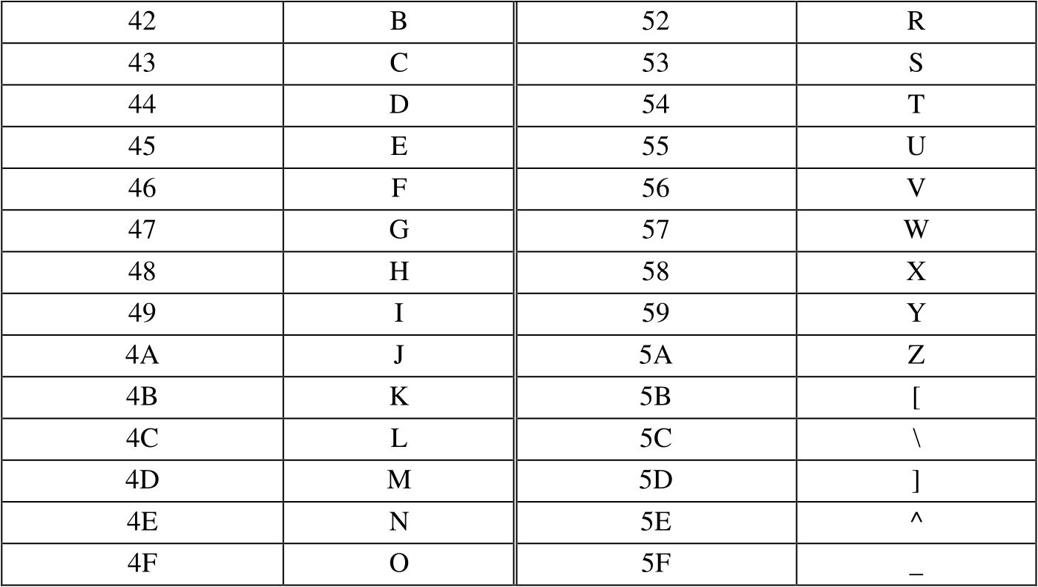 42 B 52 R
43 C 53 S
44 D 54 T
45 E 55 U
46 F 56 V
47 G 57 W
48 H 58 X
49 I 59 Y
4A J 5A Z
4B K 5B [
4C L 5C \
4D M 5D ]
4E N 5E ^
4F O 5F _